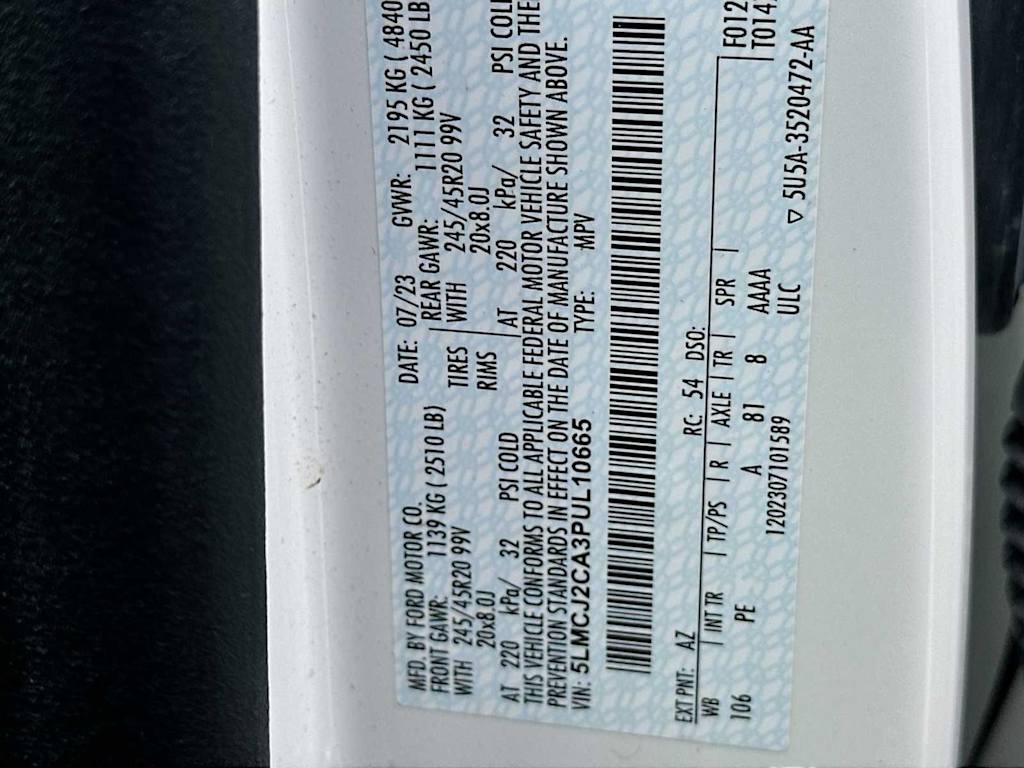 MFD. BY FORD MOTOR CO. DATE: 07/23 GVWR: 2195 KG ( 4840
FRONT GAWR: 1139 KG ( 2510 LB) REAR GAWR: 1111 KG ( 2450 LB
WITH 245/45R20 99V TIRES WITH 245/45R20 99V
20x8.0J RIMS 20x8.0J
AT 220 kPa/ 32 PSI COLD AT 220 kPa/ 32 PSI COL
THIS VEHICLE CONFORMS TO ALL APPLICABLE FEDERAL MOTOR VEHICLE SAFETY AND THE
PREVENTION STANDARDS IN EFFECT ON THE DATE OF MANUFACTURE SHOWN ABOVE.
VIN: 5LMCJ2CA3PUL10665 TYPE: MPV
EXT PNT: AZ RC: 54 DSO:
WB | INT TR | TP/PS | R | AXLE | TR | SPR | F012
106 PE A 81 8 AAAA T014
1202307101589 ULC ▽ 5U5A-3520472-AA